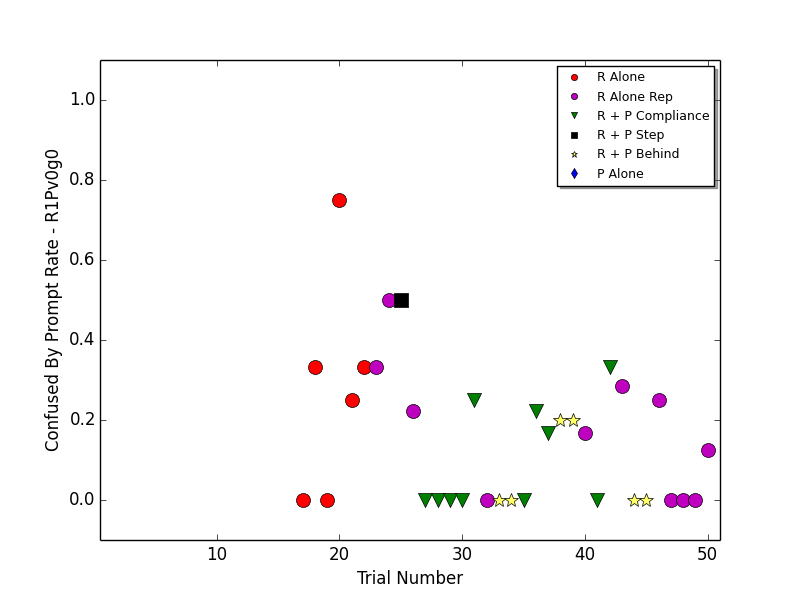 R Alone
R Alone Rep
R + P Compliance
R + P Step
R + P Behind
P Alone
1.0
0.8
0.6
0.4
0.2
0.0
Confused By Prompt Rate - R1Pv0g0
10 20 30 40 50
Trial Number